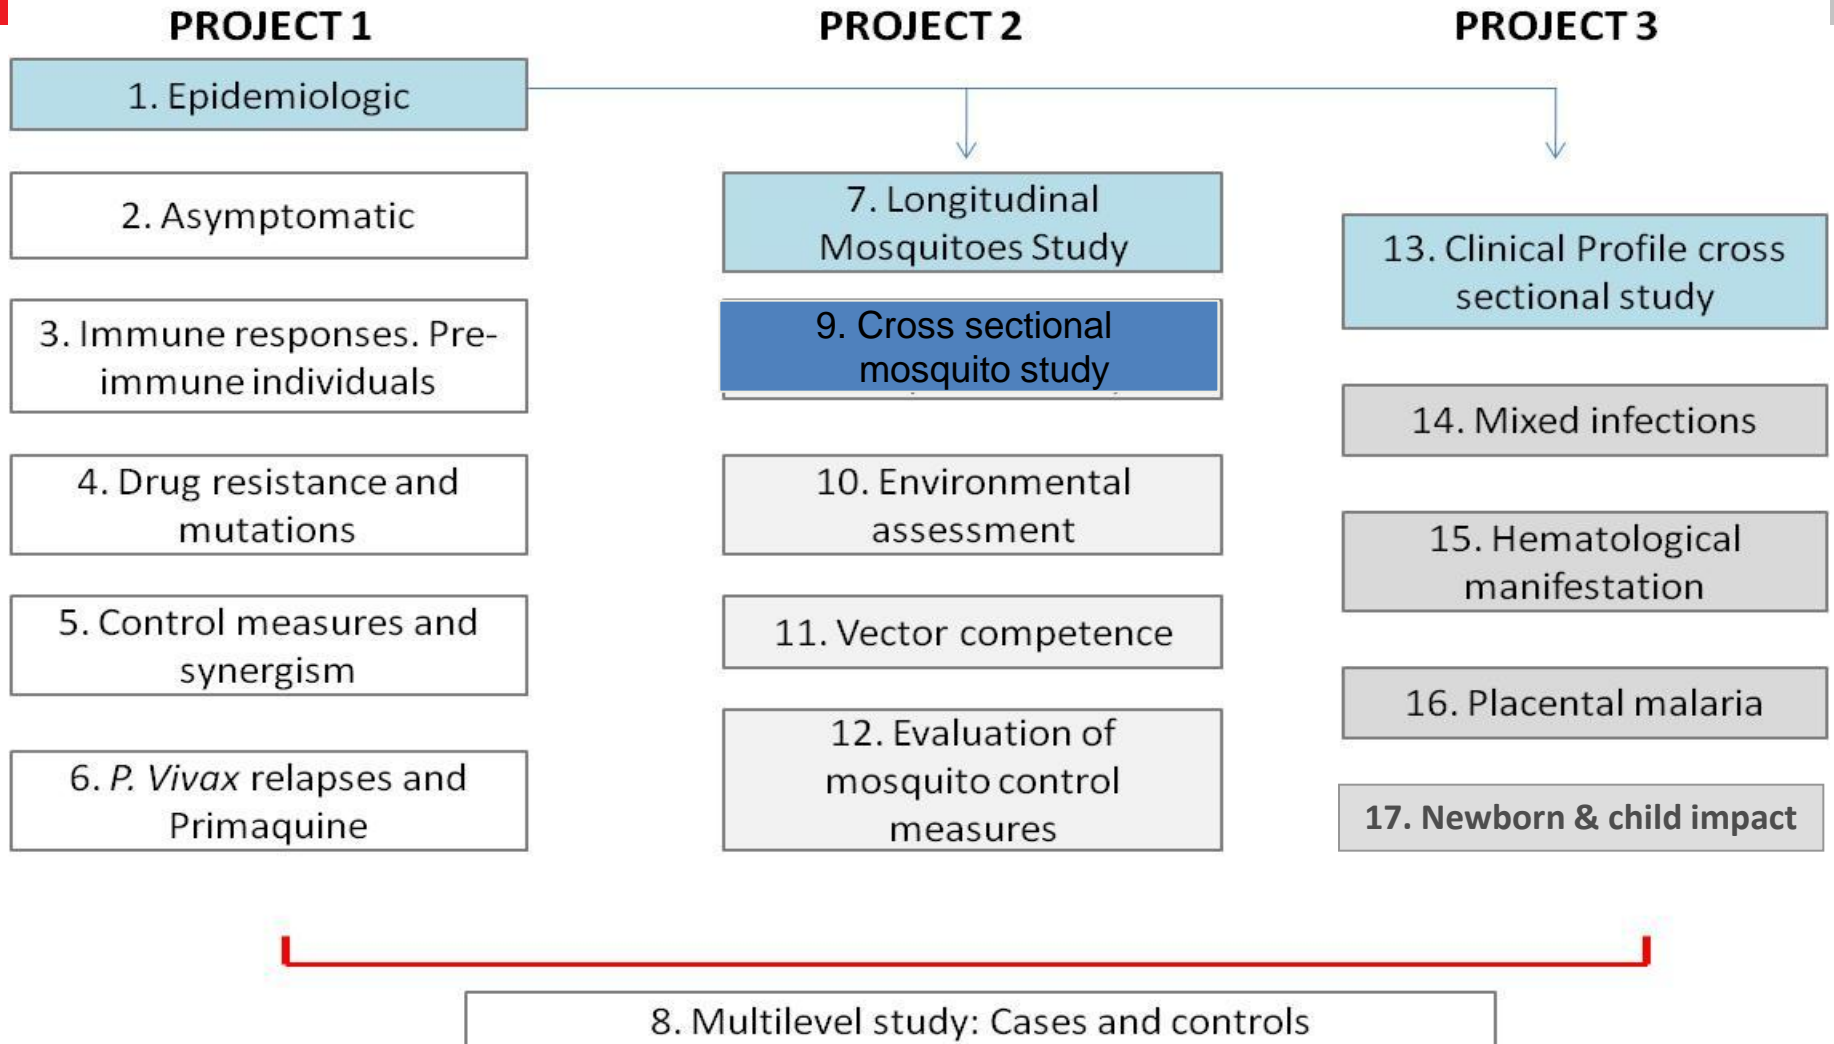 PROJECT 1
1. Epidemiologic
2. Asymptomatic
3. Immune responses. Pre-
immune individuals
4. Drug resistance and
mutations
5. Control measures and
synergism
6. P. Vivax relapses and
Primaquine
PROJECT 2
7. Longitudinal
Mosquitoes Study
9. Cross sectional
mosquito study
10. Environmental
assessment
11. Vector competence
12. Evaluation of
mosquito control
measures
PROJECT 3
13. Clinical Profile cross
sectional study
14. Mixed infections
15. Hematological
manifestation
16. Placental malaria
17. Newborn & child impact
8. Multilevel study: Cases and controls